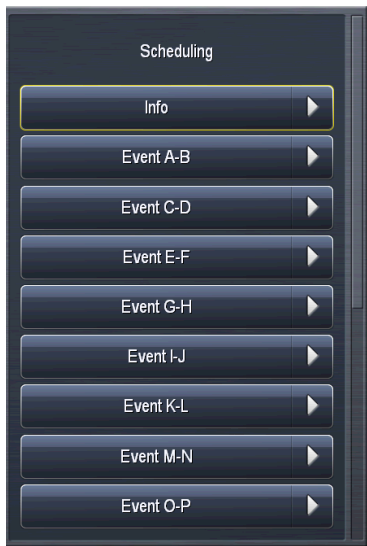 Scheduling
Info
Event A-B
Event C-D
Event E-F
Event G-H
Event I-J
Event K-L
Event M-N
Event O-P